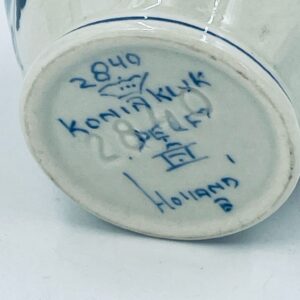 2840
KONINKLYK
DELFT
HOLLAND
B